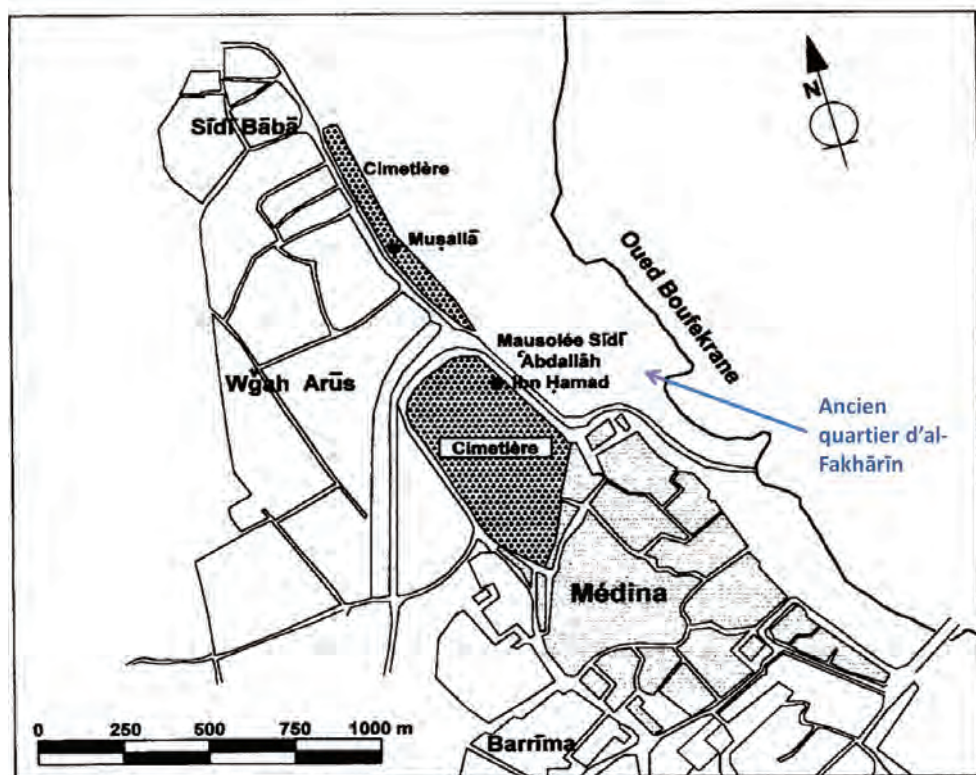 N
Sīdī Bābā
Cimetière
Muṣallā
Oued Boufekrane
Mausolée Sīdī
ʿAbdallāh
ibn Ḥamad
Wǧah Arūs
Ancien
quartier d'al-
Fakhārīn
Cimetière
Médina
0 250 500 750 1000 m
Barrīma